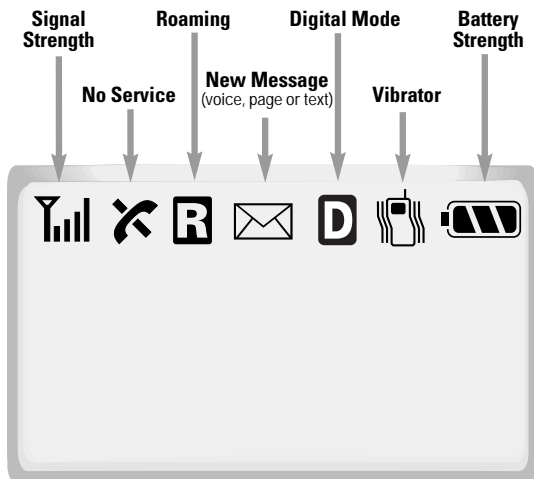 Signal
Strength
Roaming
Digital Mode
Battery
Strength
No Service
New Message
(voice, page or text)
Vibrator
R
D